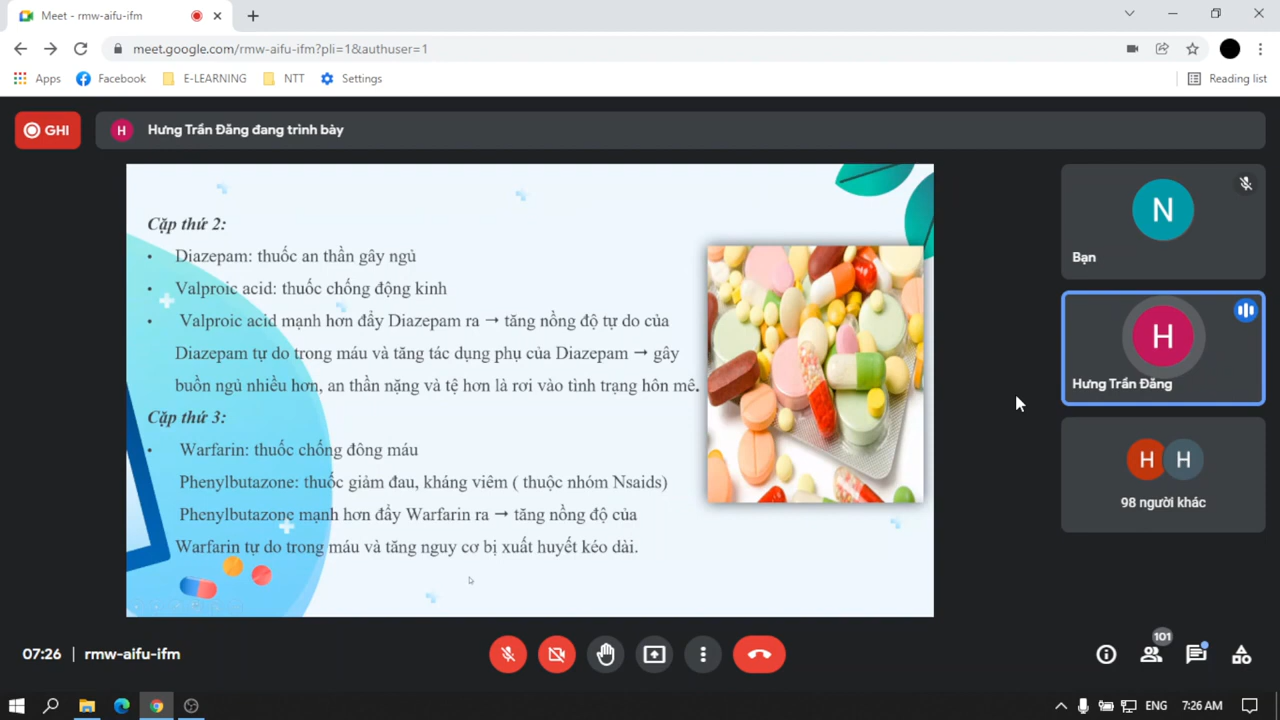 Meet - rmw-aifu-ifm
meet.google.com/rmw-aifu-ifm?pli=1&authuser=1
Apps
Facebook
E-LEARNING
NTT
Settings
Reading list
GHI
H
Hưng Trần Đăng đang trình bày
Cặp thứ 2:
• Diazepam: thuốc an thần gây ngủ
• Valproic acid: thuốc chống động kinh
• Valproic acid mạnh hơn đẩy Diazepam ra → tăng nồng độ tự do của
Diazepam tự do trong máu và tăng tác dụng phụ của Diazepam → gây
buồn ngủ nhiều hơn, an thần nặng và tệ hơn là rơi vào tình trạng hôn mê.
Cặp thứ 3:
• Warfarin: thuốc chống đông máu
Phenylbutazone: thuốc giảm đau, kháng viêm ( thuộc nhóm Nsaids)
Phenylbutazone mạnh hơn đẩy Warfarin ra → tăng nồng độ của
Warfarin tự do trong máu và tăng nguy cơ bị xuất huyết kéo dài.
N
Bạn
H
Hưng Trần Đăng
H H
98 người khác
07:26 | rmw-aifu-ifm
101
ENG
7:26 AM